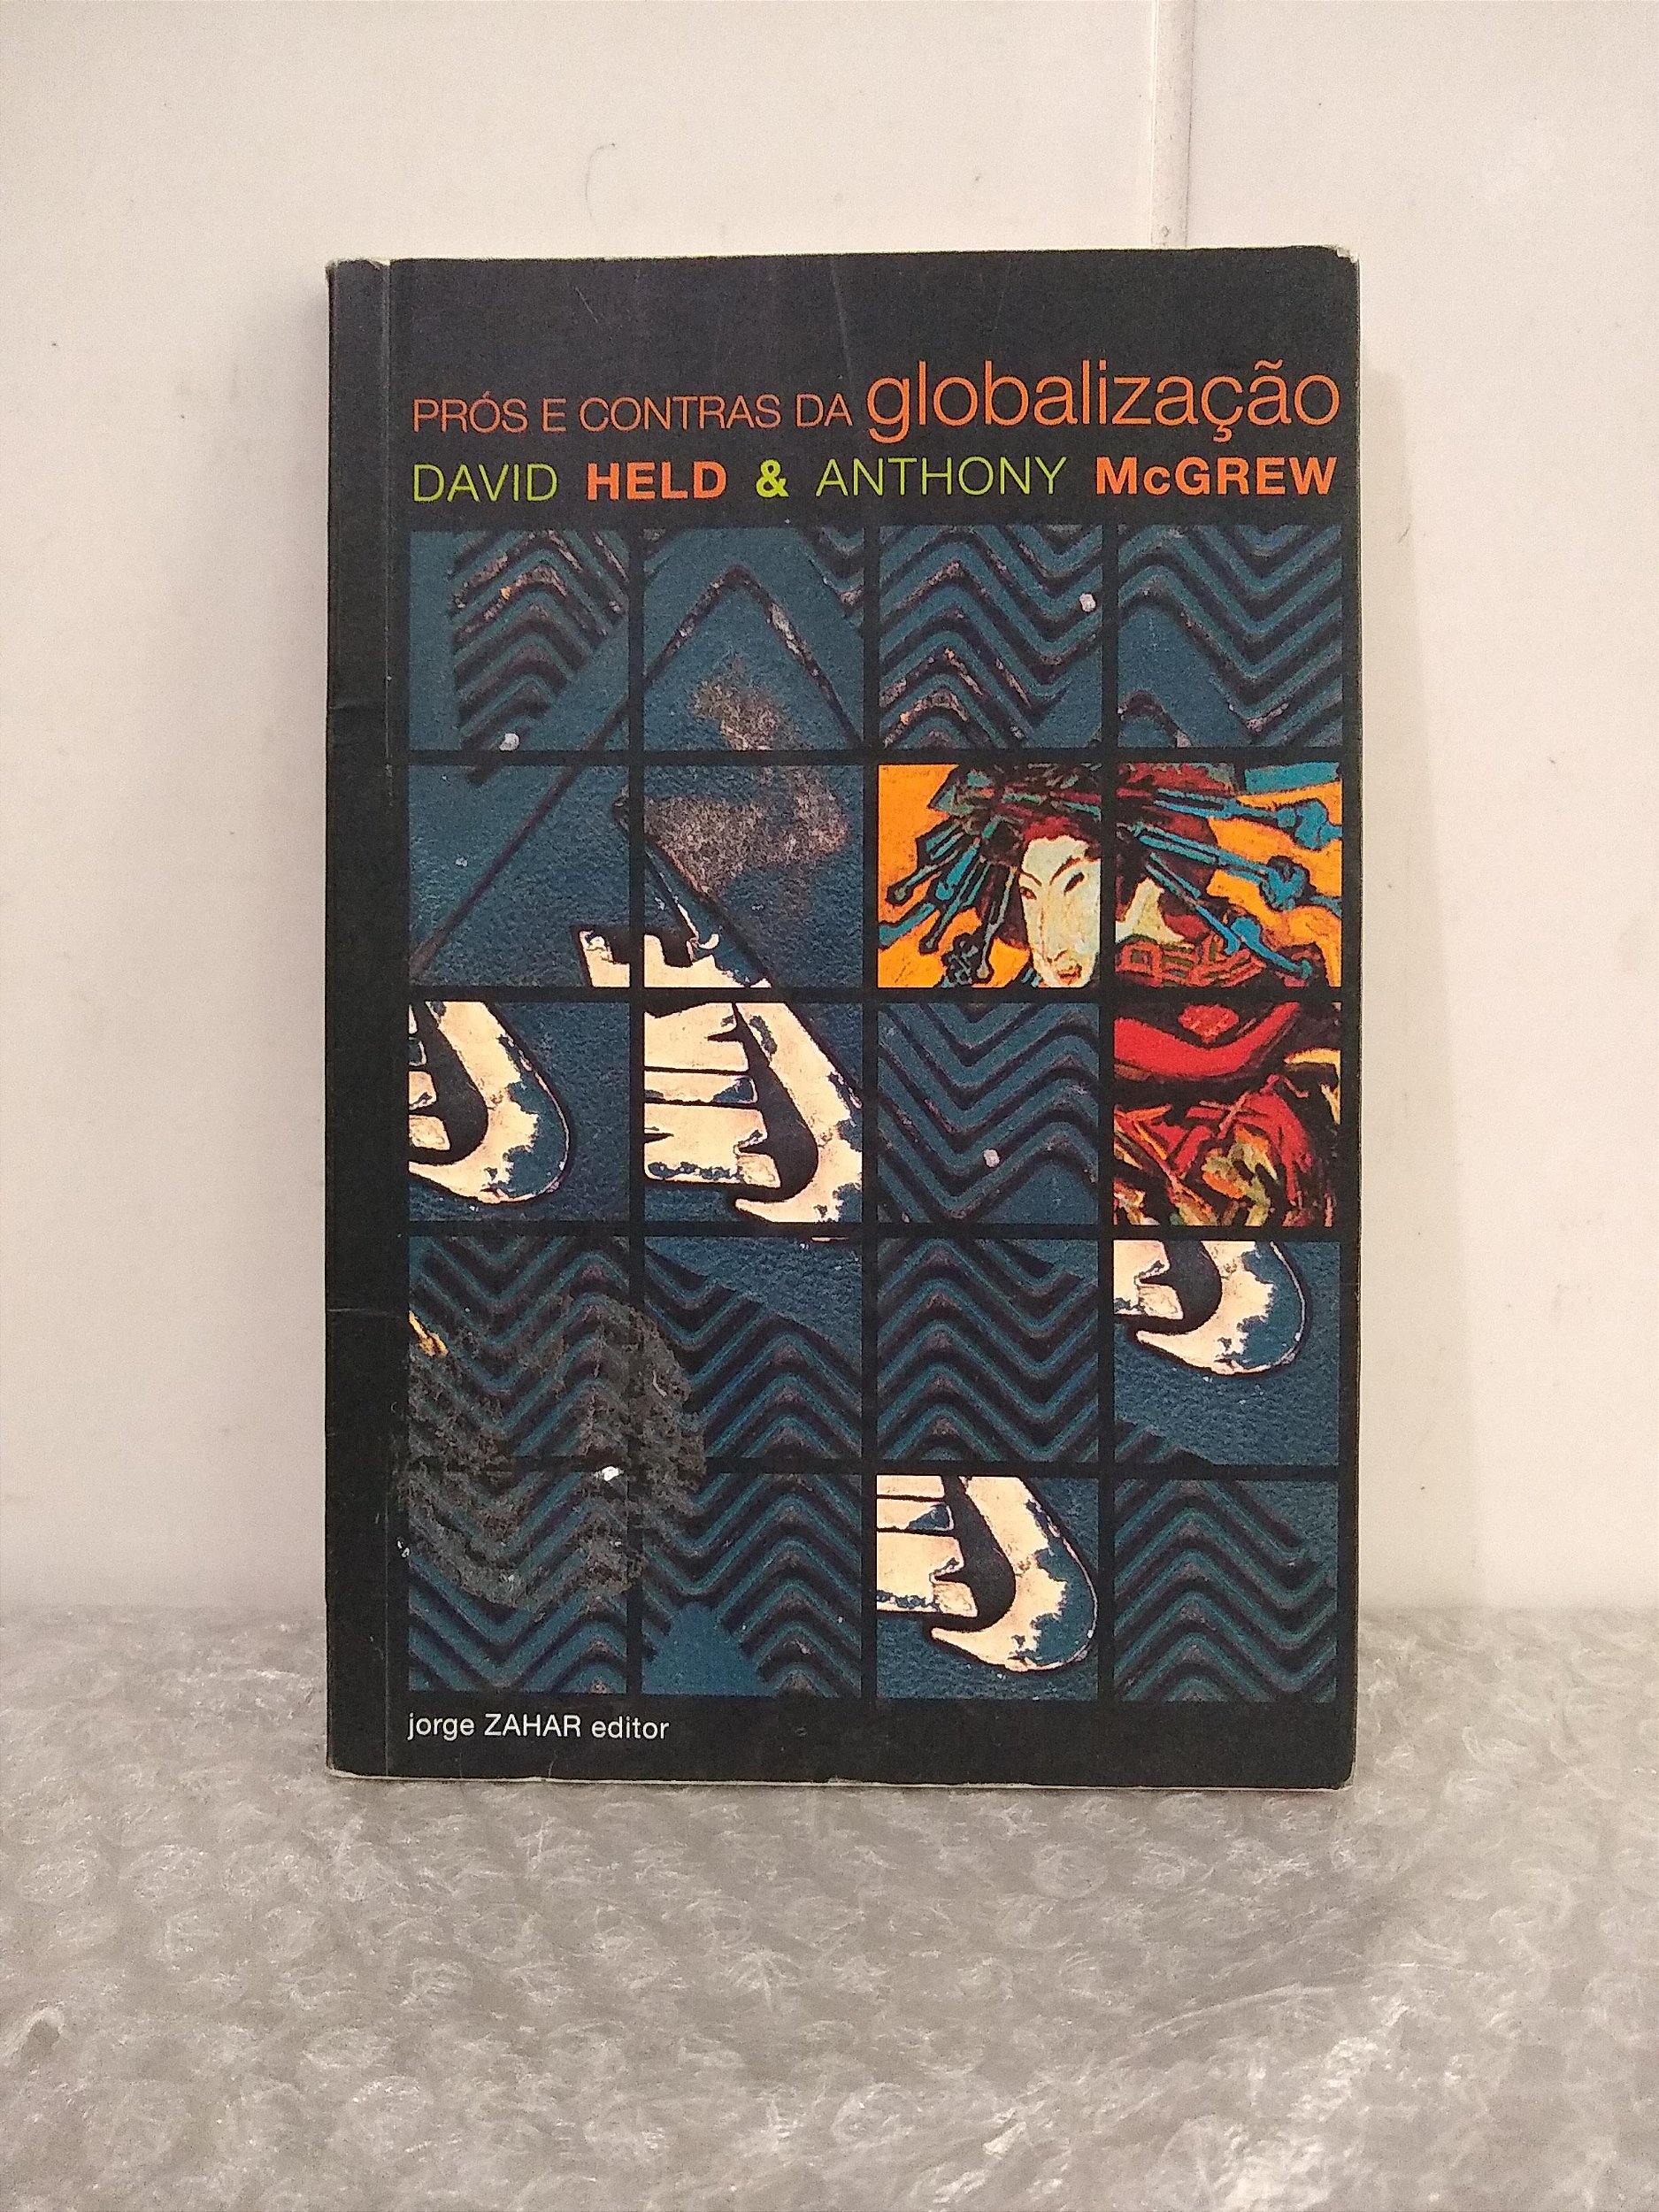 PRÓS E CONTRAS DA globalização
DAVID HELD & ANTHONY McGREW
jorge ZAHAR editor